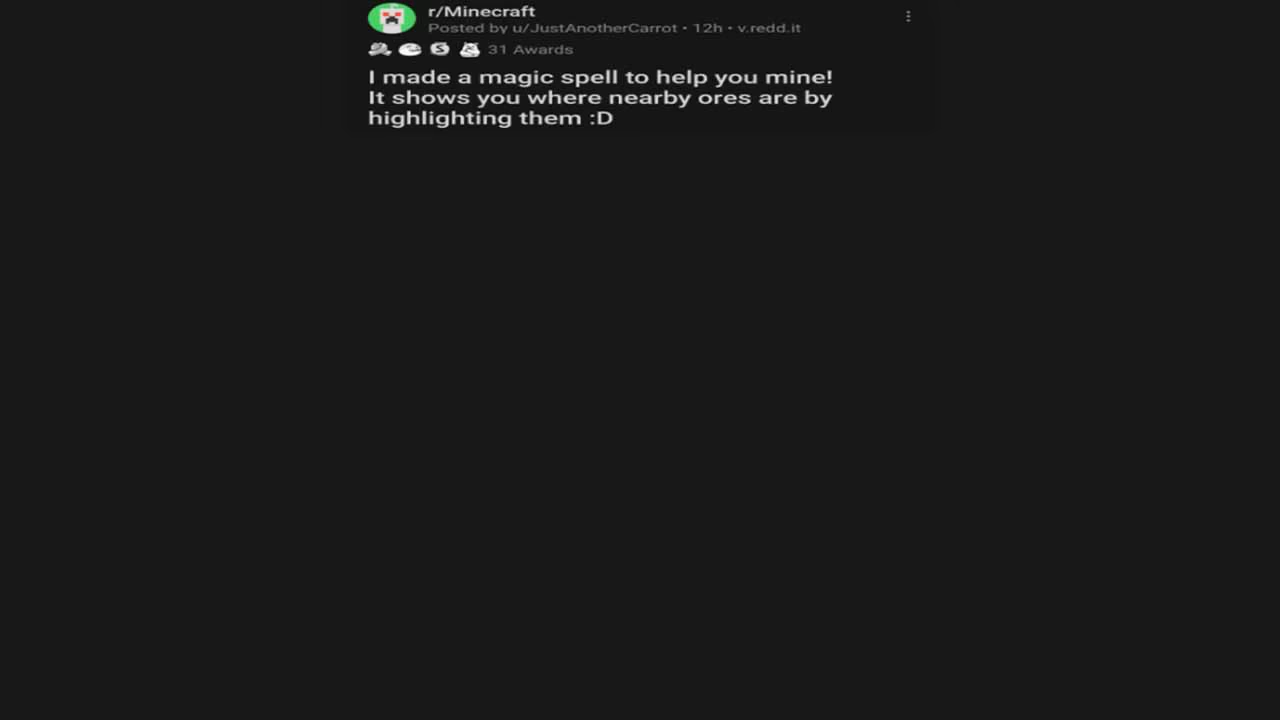 r/Minecraft
Posted by u/JustAnotherCarrot • 12h • v.redd.it
31 Awards
I made a magic spell to help you mine!
It shows you where nearby ores are by
highlighting them :D